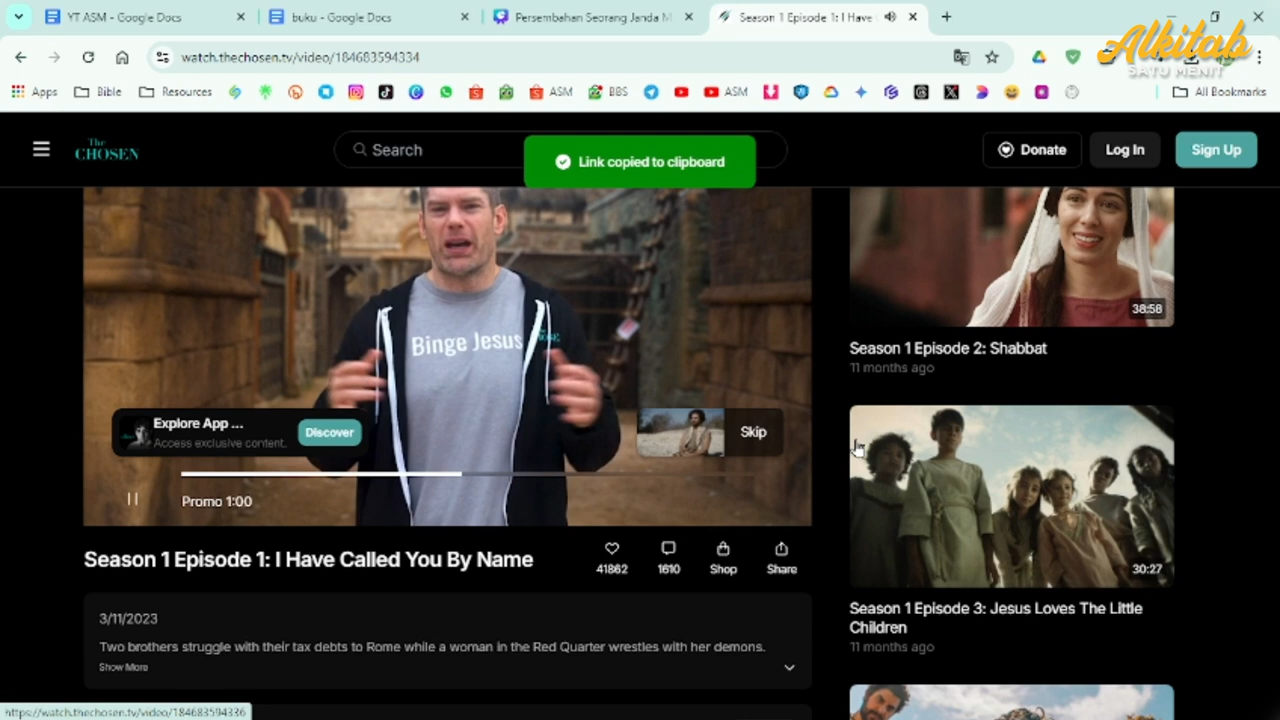 YT ASM - Google Docs
buku - Google Docs
Persembahan Seorang Janda M
Season 1 Episode 1: I Have
watch.thechosen.tv/video/184683594334
Alkitab
SATU MENIT
Apps
Bible
Resources
ASM
BBS
ASM
All Bookmarks
The
CHOSEN
Search
Link copied to clipboard
Donate
Log In
Sign Up
Binge Jesus
38:58
Season 1 Episode 2: Shabbat
11 months ago
Explore App ...
Access exclusive content.
Discover
Skip
Promo 1:00
Season 1 Episode 1: I Have Called You By Name
41862
1610
Shop
Share
30:27
Season 1 Episode 3: Jesus Loves The Little
Children
11 months ago
3/11/2023
Two brothers struggle with their tax debts to Rome while a woman in the Red Quarter wrestles with her demons.
Show More
https://watch.thechosen.tv/video/184683594336